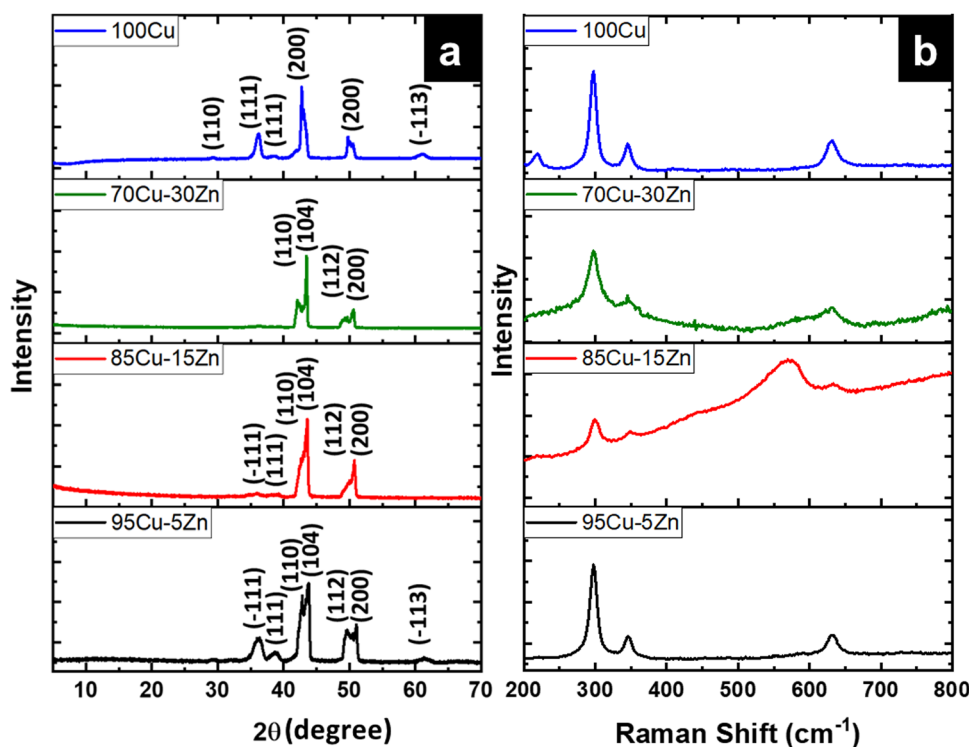 a
100Cu
(110)
(111)
(111)
(200)
(200)
(-113)
70Cu-30Zn
(110)
(104)
(112)
(200)
85Cu-15Zn
(-111)
(111)
(110)
(104)
(112)
(200)
95Cu-5Zn
(-111)
(111)
(110)
(104)
(112)
(200)
(-113)
Intensity
10 20 30 40 50 60 70
2θ (degree)
b
100Cu
70Cu-30Zn
85Cu-15Zn
95Cu-5Zn
Intensity
200 300 400 500 600 700 800
Raman Shift (cm⁻¹)